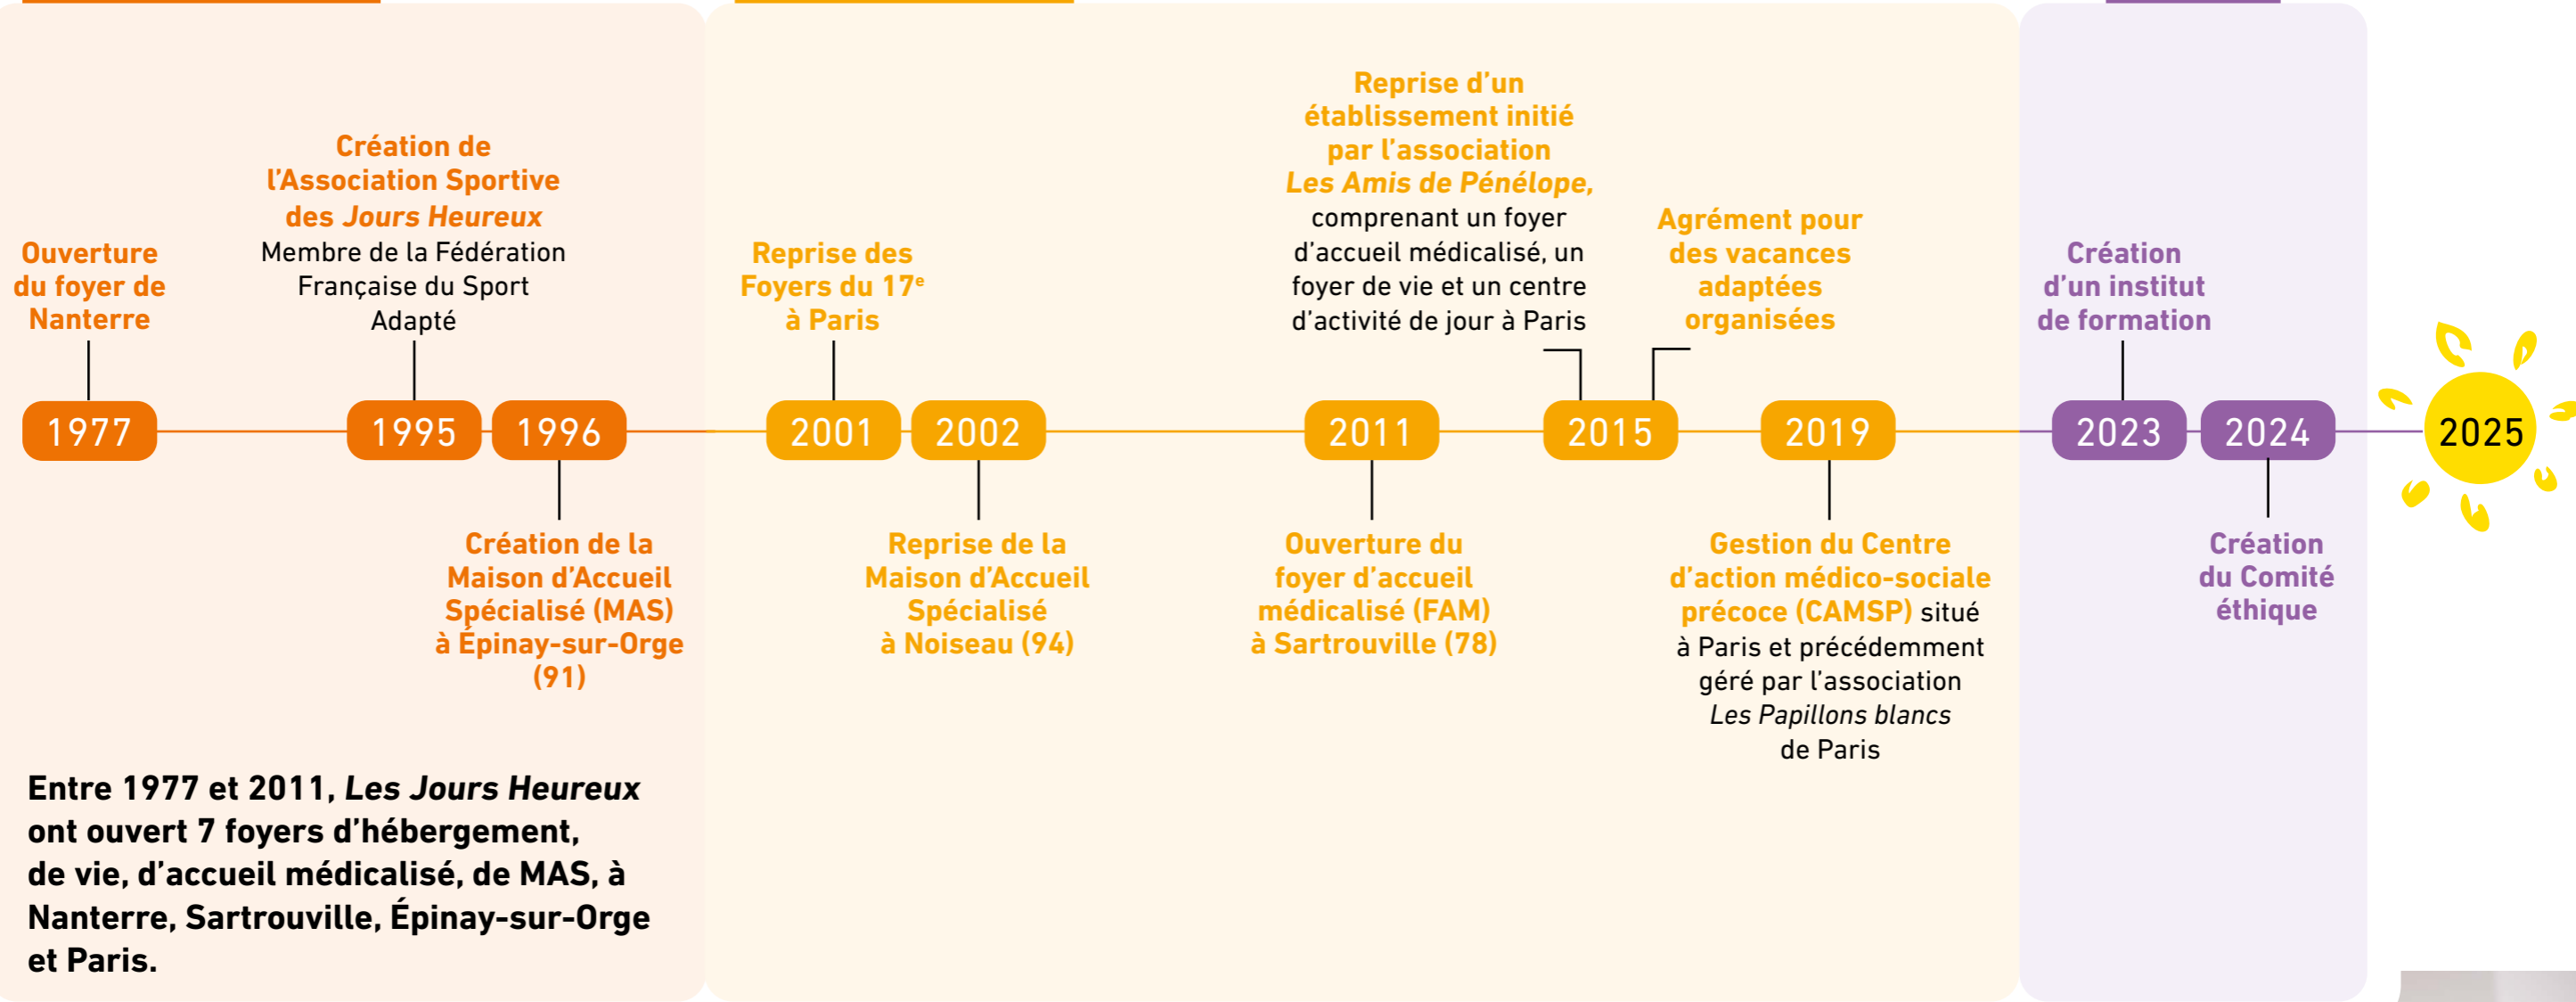 Ouverture
du foyer de
Nanterre
1977
Création de
l'Association Sportive
des Jours Heureux
Membre de la Fédération
Française du Sport
Adapté
1995
1996
Création de la
Maison d'Accueil
Spécialisé (MAS)
à Épinay-sur-Orge
(91)
Entre 1977 et 2011, Les Jours Heureux
ont ouvert 7 foyers d'hébergement,
de vie, d'accueil médicalisé, de MAS, à
Nanterre, Sartrouville, Épinay-sur-Orge
et Paris.
Reprise des
Foyers du 17e
à Paris
2001
2002
Reprise de la
Maison d'Accueil
Spécialisé
à Noiseau (94)
2011
Ouverture du
foyer d'accueil
médicalisé (FAM)
à Sartrouville (78)
Reprise d'un
établissement initié
par l'association
Les Amis de Pénélope,
comprenant un foyer
d'accueil médicalisé, un
foyer de vie et un centre
d'activité de jour à Paris
2015
Agrément pour
des vacances
adaptées
organisées
2019
Gestion du Centre
d'action médico-sociale
précoce (CAMSP) situé
à Paris et précédemment
géré par l'association
Les Papillons blancs
de Paris
Création
d'un institut
de formation
2023
2024
Création
du Comité
éthique
2025